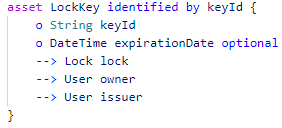 asset LockKey identified by keyId {
o String keyId
o DateTime expirationDate optional
--> Lock lock
--> User owner
--> User issuer
}